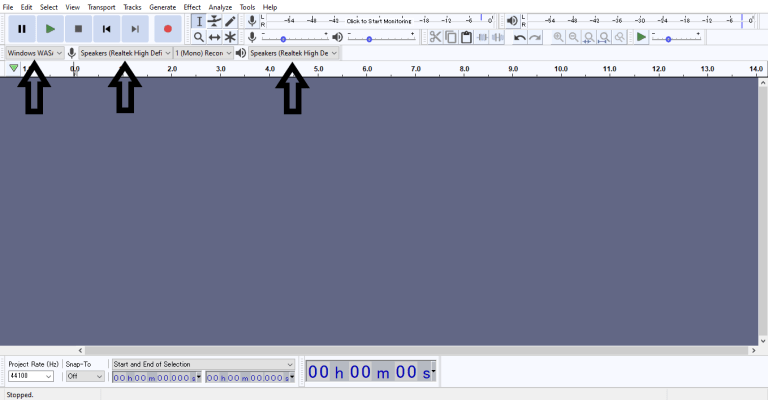 File Edit Select View Transport Tracks Generate Effect Analyze Tools Help
L R -54 -48 -42 Click to Start Monitoring -18 -12 -6 0 L R -54 -48 -42 -36 -30 -24 -18 -12 -6 0
- + - + - +
Windows WAS Speakers (Realtek High Defi 1 (Mono) Recor Speakers (Realtek High De
1.0 0.0 2.0 3.0 4.0 5.0 6.0 7.0 8.0 9.0 10.0 11.0 12.0 13.0 14.0
Project Rate (Hz) Snap-To Start and End of Selection
44100 Off 00 h 00 m 00.000 s 00 h 00 m 00.000 s 00 h 00 m 00 s
Stopped.